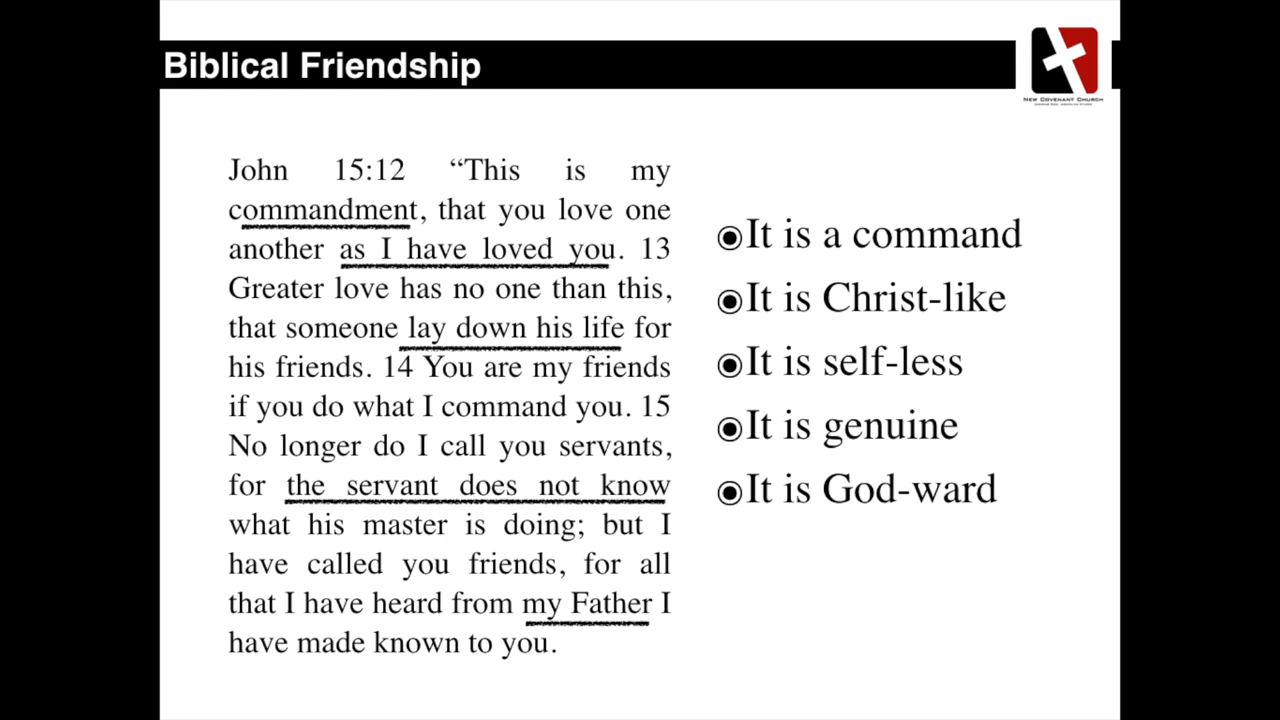 Biblical Friendship
NEW COVENANT CHURCH
John 15:12 “This is my
commandment, that you love one
another as I have loved you. 13
Greater love has no one than this,
that someone lay down his life for
his friends. 14 You are my friends
if you do what I command you. 15
No longer do I call you servants,
for the servant does not know
what his master is doing; but I
have called you friends, for all
that I have heard from my Father I
have made known to you.
It is a command
It is Christ-like
It is self-less
It is genuine
It is God-ward